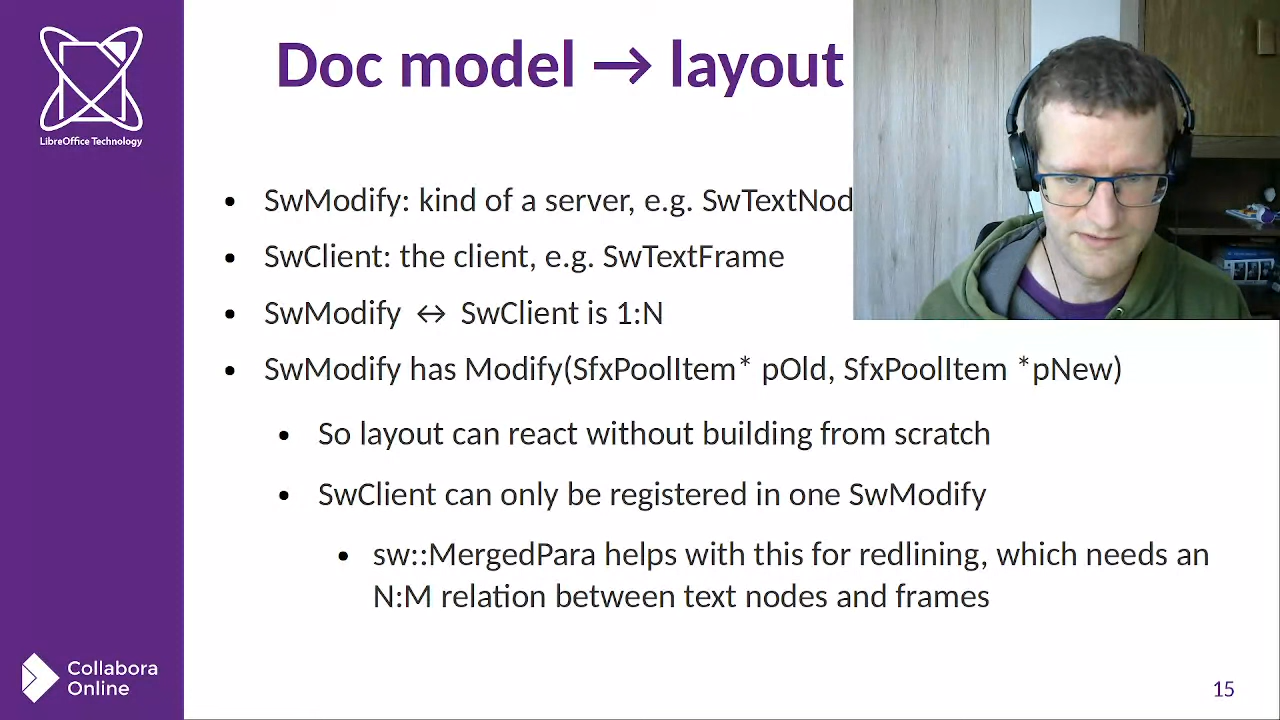 LibreOffice Technology
Doc model → layout
• SwModify: kind of a server, e.g. SwTextNod
• SwClient: the client, e.g. SwTextFrame
• SwModify ↔ SwClient is 1:N
• SwModify has Modify(SfxPoolItem* pOld, SfxPoolItem *pNew)
• So layout can react without building from scratch
• SwClient can only be registered in one SwModify
• sw::MergedPara helps with this for redlining, which needs an
N:M relation between text nodes and frames
Collabora
Online
15